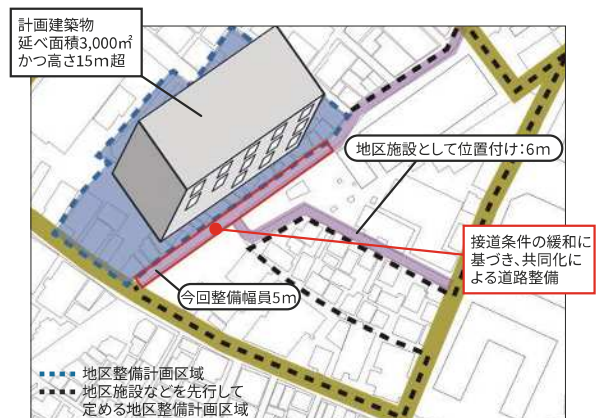 計画建築物
延べ面積3,000㎡
かつ高さ15m超
地区施設として位置付け:6m
接道条件の緩和に
基づき、共同化に
よる道路整備
今回整備幅員5m
地区整備計画区域
地区施設などを先行して
定める地区整備計画区域